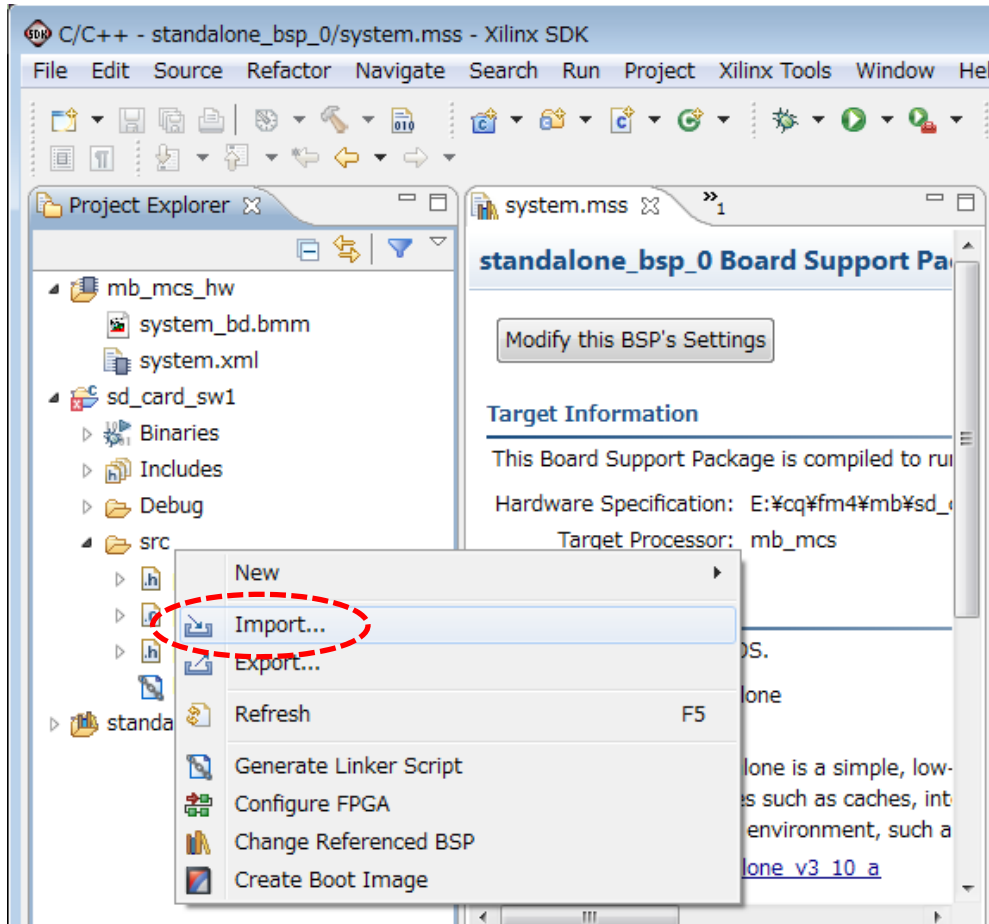 C/C++ - standalone_bsp_0/system.mss - Xilinx SDK
File Edit Source Refactor Navigate Search Run Project Xilinx Tools Window Hel
Project Explorer
system.mss
»1
mb_mcs_hw
system_bd.bmm
system.xml
sd_card_sw1
Binaries
Includes
Debug
src
.h
.c
.h
standa
standalone_bsp_0 Board Support Pa
Modify this BSP's Settings
Target Information
This Board Support Package is compiled to ru
Hardware Specification: E:¥cq¥fm4¥mb¥sd_
Target Processor: mb_mcs
OS.
lone
lone is a simple, low-
es such as caches, int
environment, such a
lone_v3_10_a
New
Import...
Export...
Refresh F5
Generate Linker Script
Configure FPGA
Change Referenced BSP
Create Boot Image